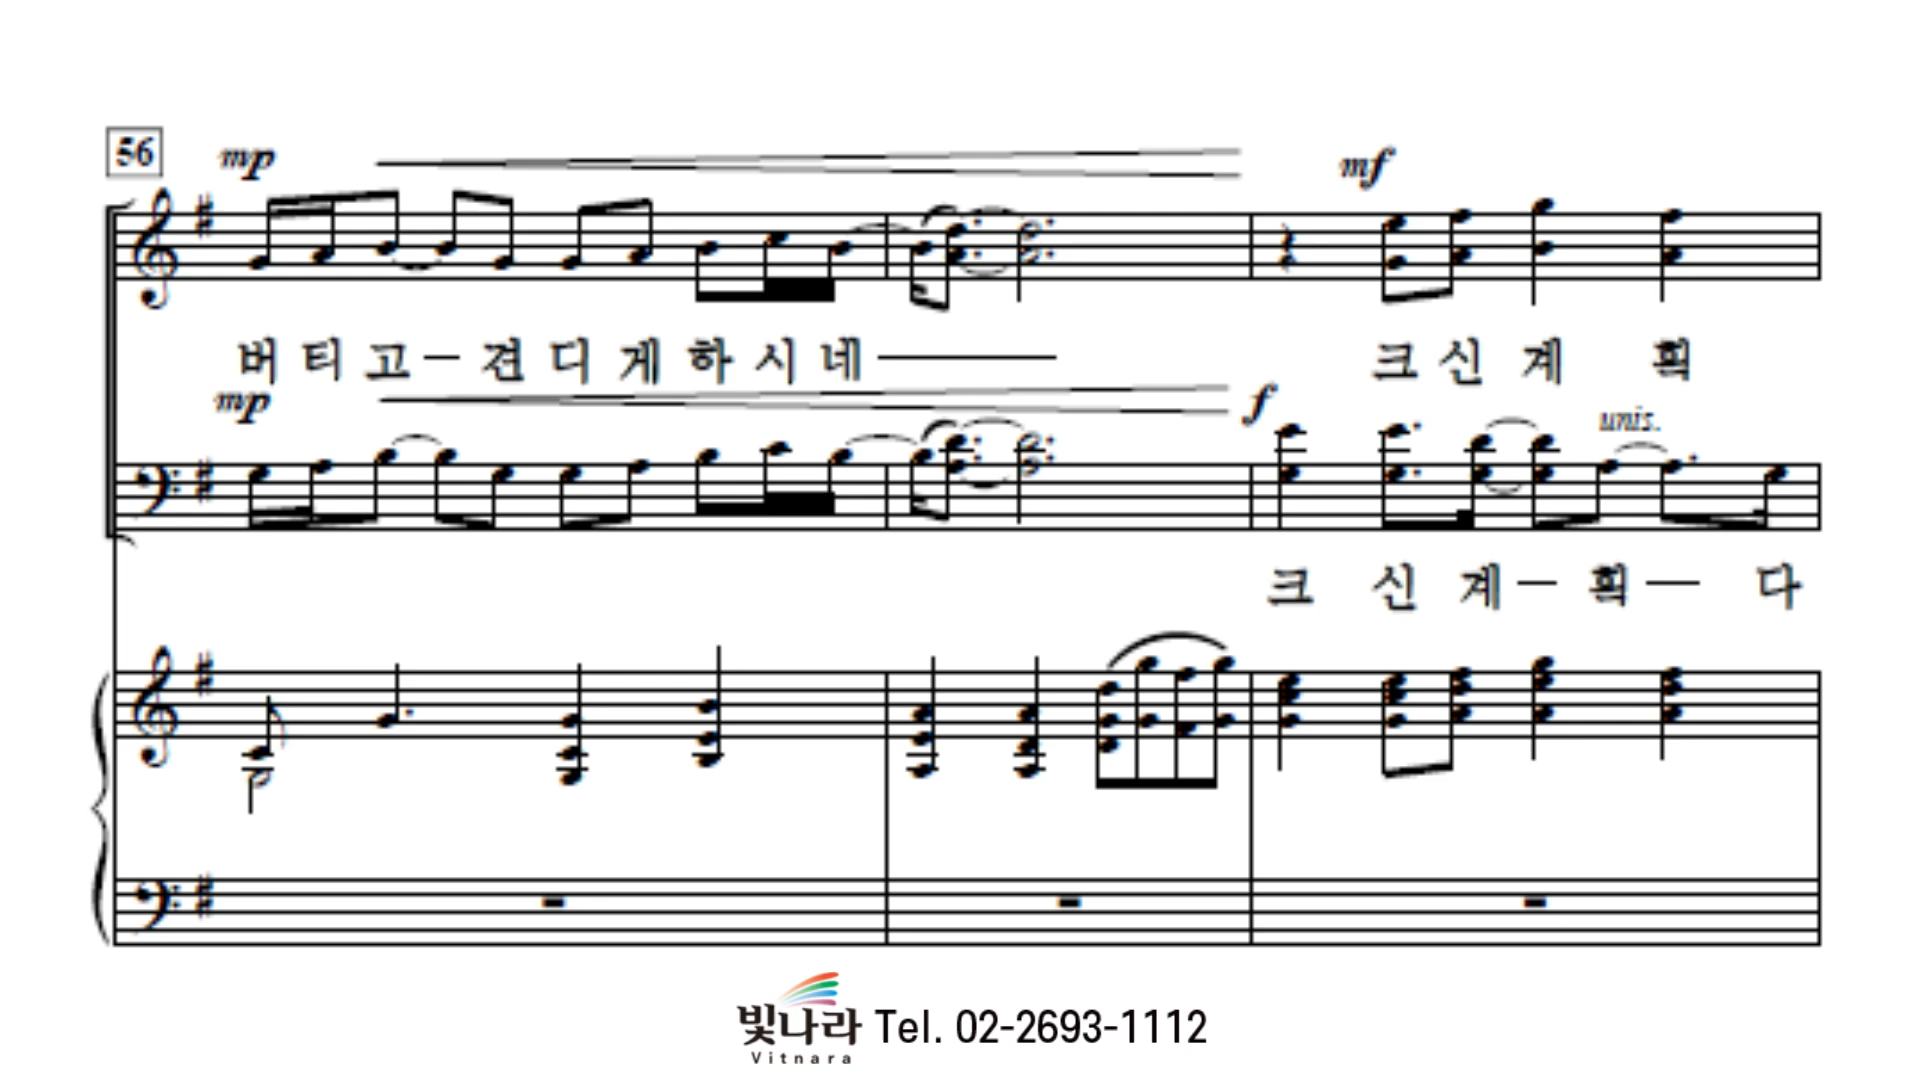 56
mp
mf
버 티 고 견 디 게 하 시 네 크 신 계 획
mp
f
unis.
크 신 계 획 다
빛나라 Tel. 02-2693-1112
Vitnara